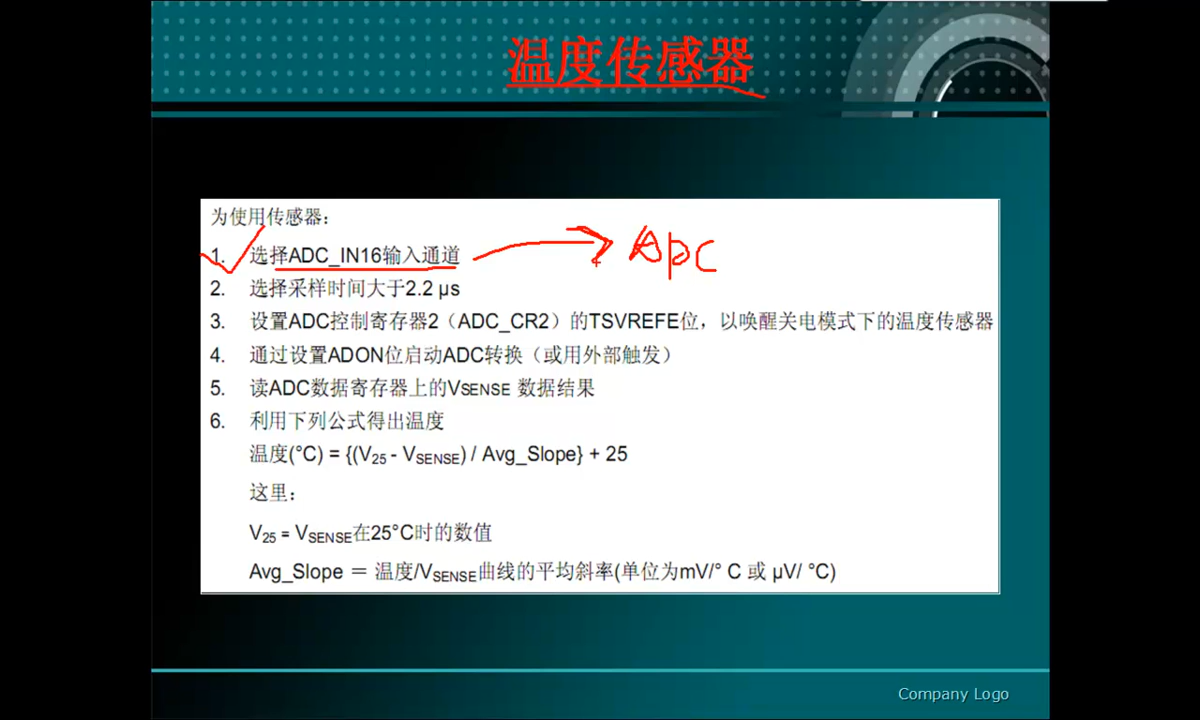 温度传感器
为使用传感器：
1. 选择ADC_IN16输入通道
ADC
2. 选择采样时间大于2.2 μs
3. 设置ADC控制寄存器2（ADC_CR2）的TSVREFE位，以唤醒关电模式下的温度传感器
4. 通过设置ADON位启动ADC转换（或用外部触发）
5. 读ADC数据寄存器上的VSENSE 数据结果
6. 利用下列公式得出温度
温度(°C) = {(V25 - VSENSE) / Avg_Slope} + 25
这里：
V25 = VSENSE在25°C时的数值
Avg_Slope ＝ 温度/VSENSE曲线的平均斜率(单位为mV/° C 或 μV/ °C)
Company Logo